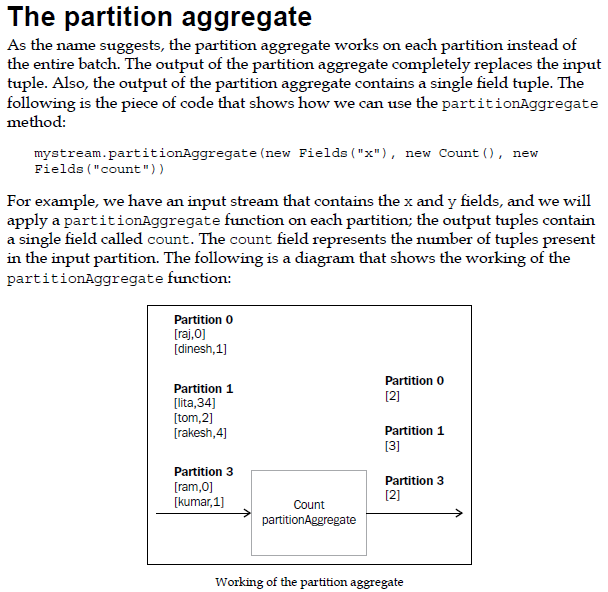 The partition aggregate
As the name suggests, the partition aggregate works on each partition instead of
the entire batch. The output of the partition aggregate completely replaces the input
tuple. Also, the output of the partition aggregate contains a single field tuple. The
following is the piece of code that shows how we can use the partitionAggregate
method:
mystream.partitionAggregate(new Fields("x"), new Count(), new
Fields("count"))
For example, we have an input stream that contains the x and y fields, and we will
apply a partitionAggregate function on each partition; the output tuples contain
a single field called count. The count field represents the number of tuples present
in the input partition. The following is a diagram that shows the working of the
partitionAggregate function:
Partition 0
[raj,0]
[dinesh,1]
Partition 1
[lita,34]
[tom,2]
[rakesh,4]
Partition 3
[ram,0]
[kumar,1]
Count
partitionAggregate
Partition 0
[2]
Partition 1
[3]
Partition 3
[2]
Working of the partition aggregate